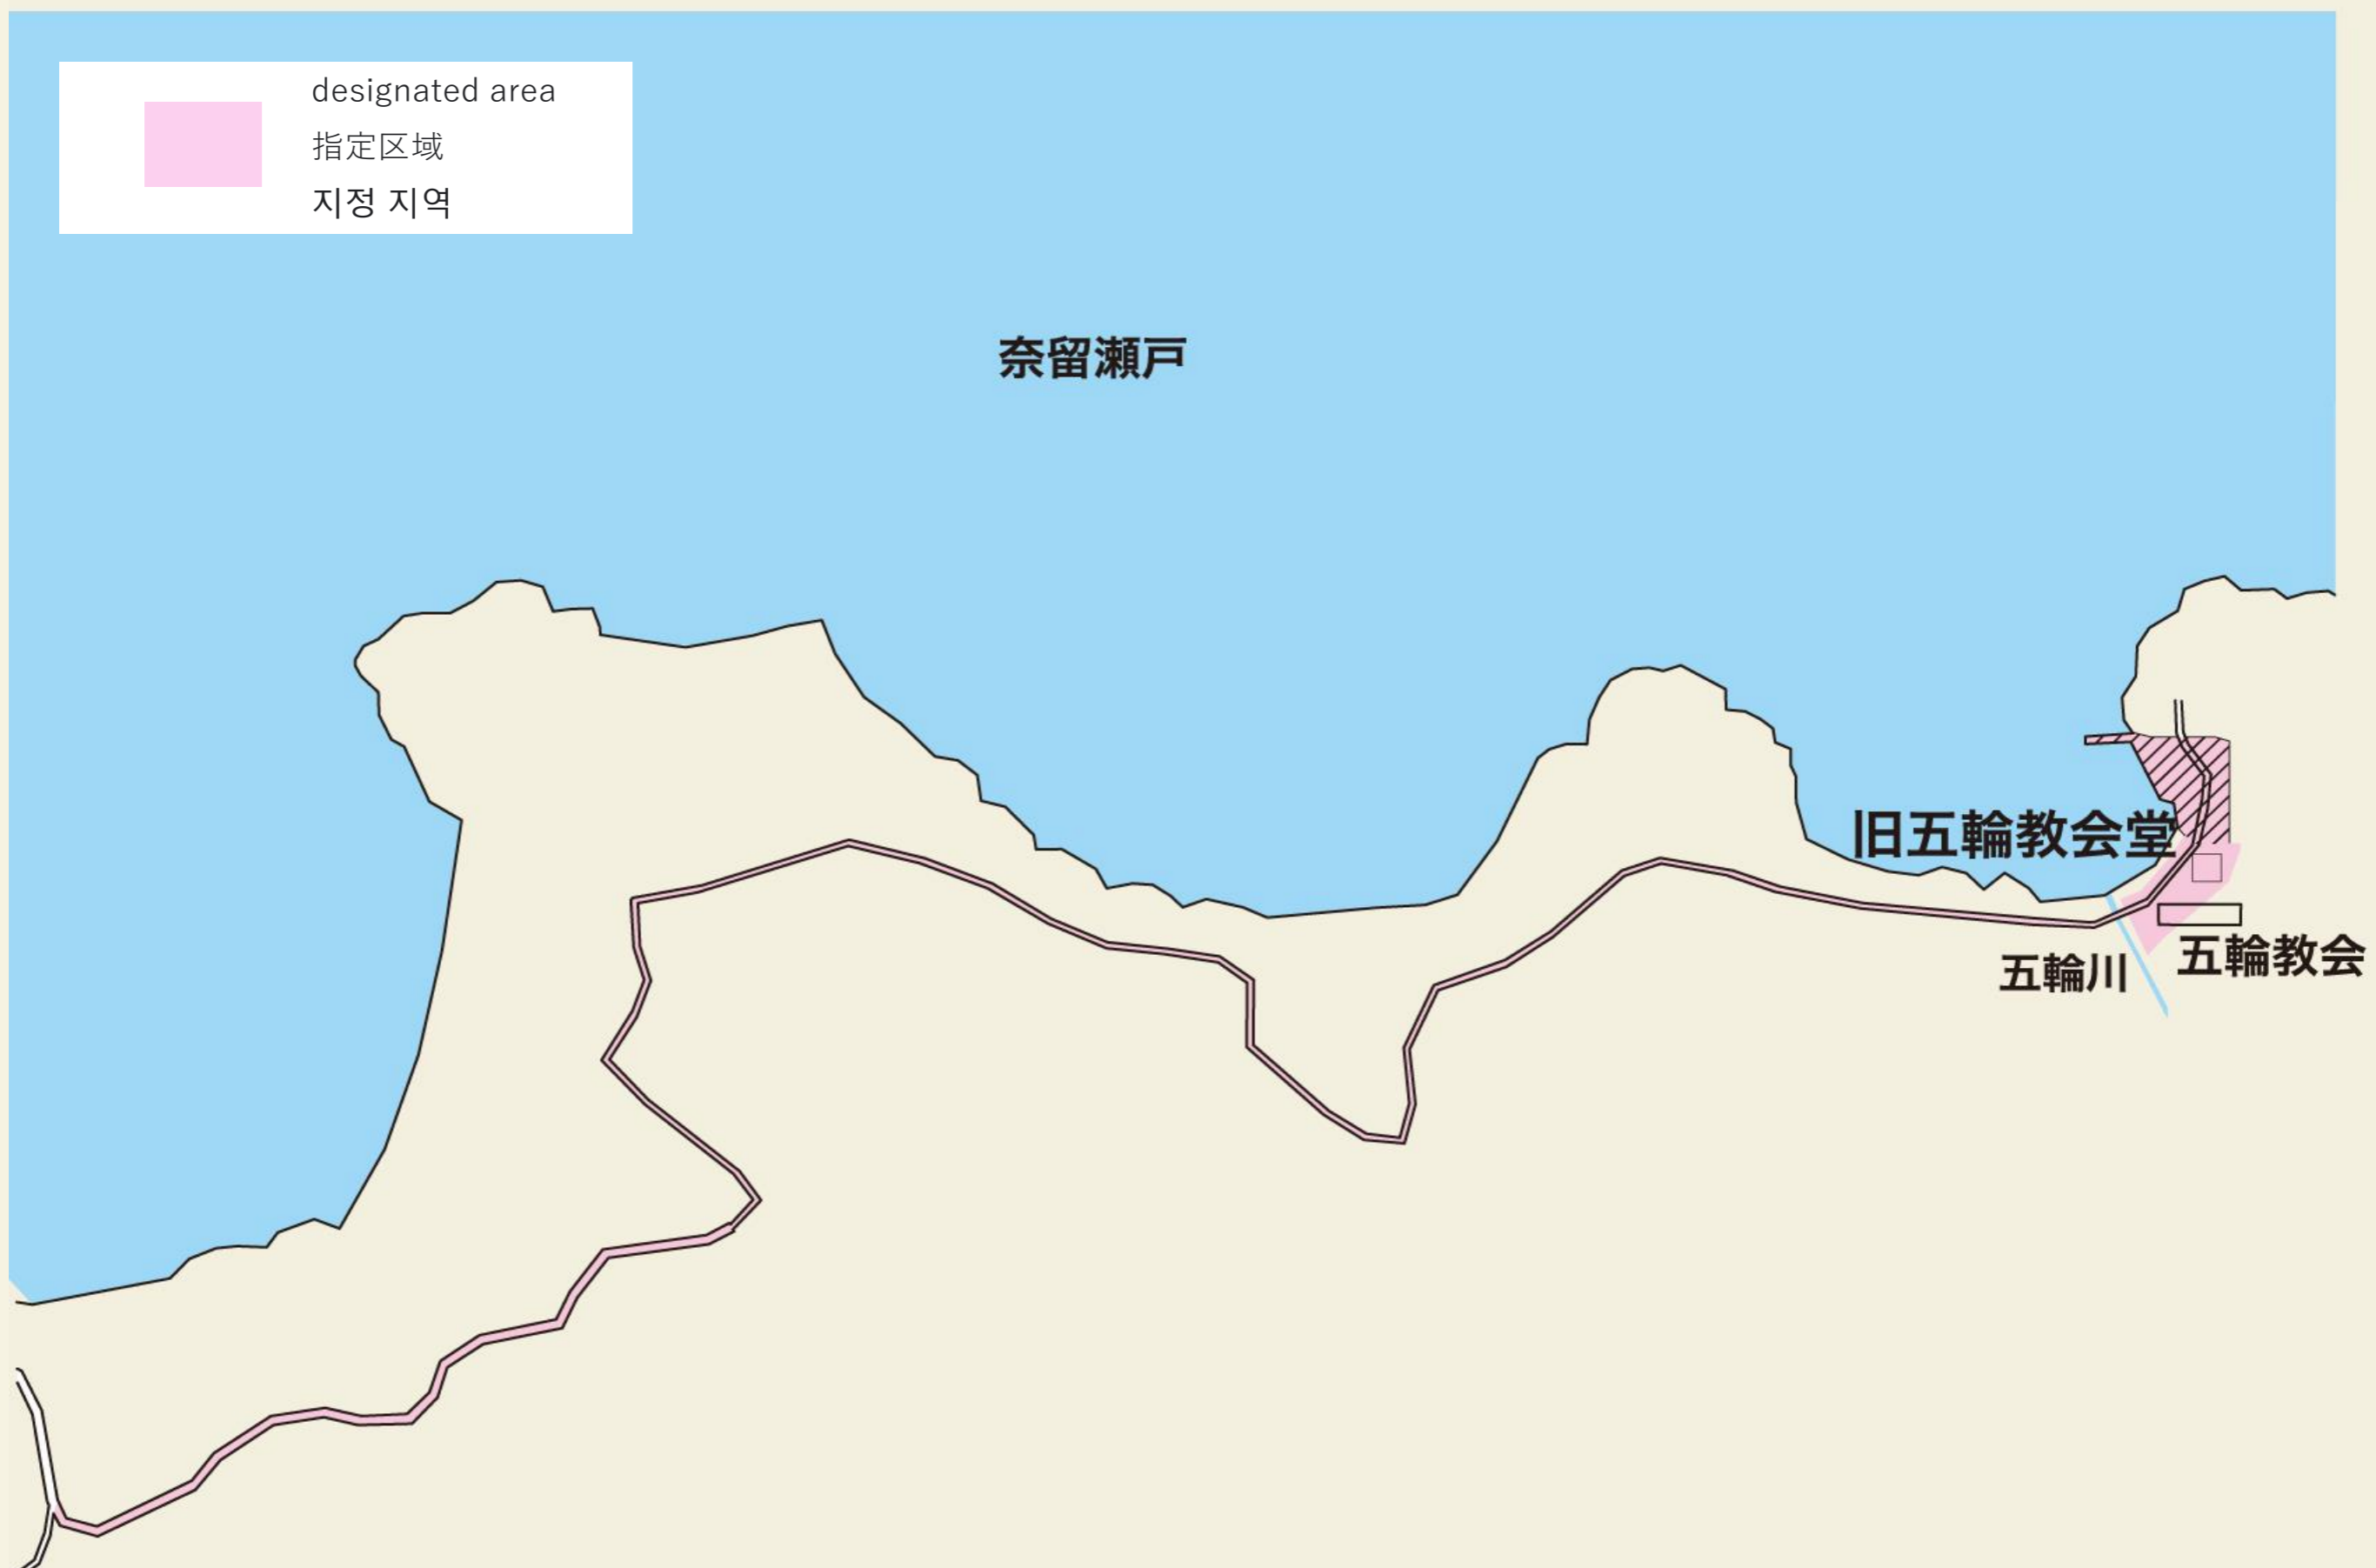 designated area
指定区域
지정 지역
奈留瀬戸
旧五輪教会堂
五輪教会
五輪川